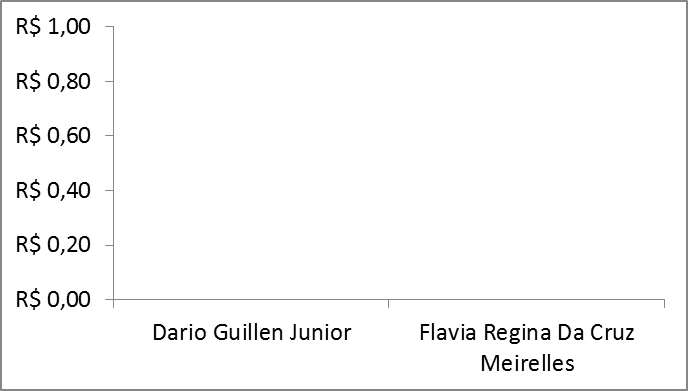 R$ 1,00
R$ 0,80
R$ 0,60
R$ 0,40
R$ 0,20
R$ 0,00
Dario Guillen Junior
Flavia Regina Da Cruz
Meirelles